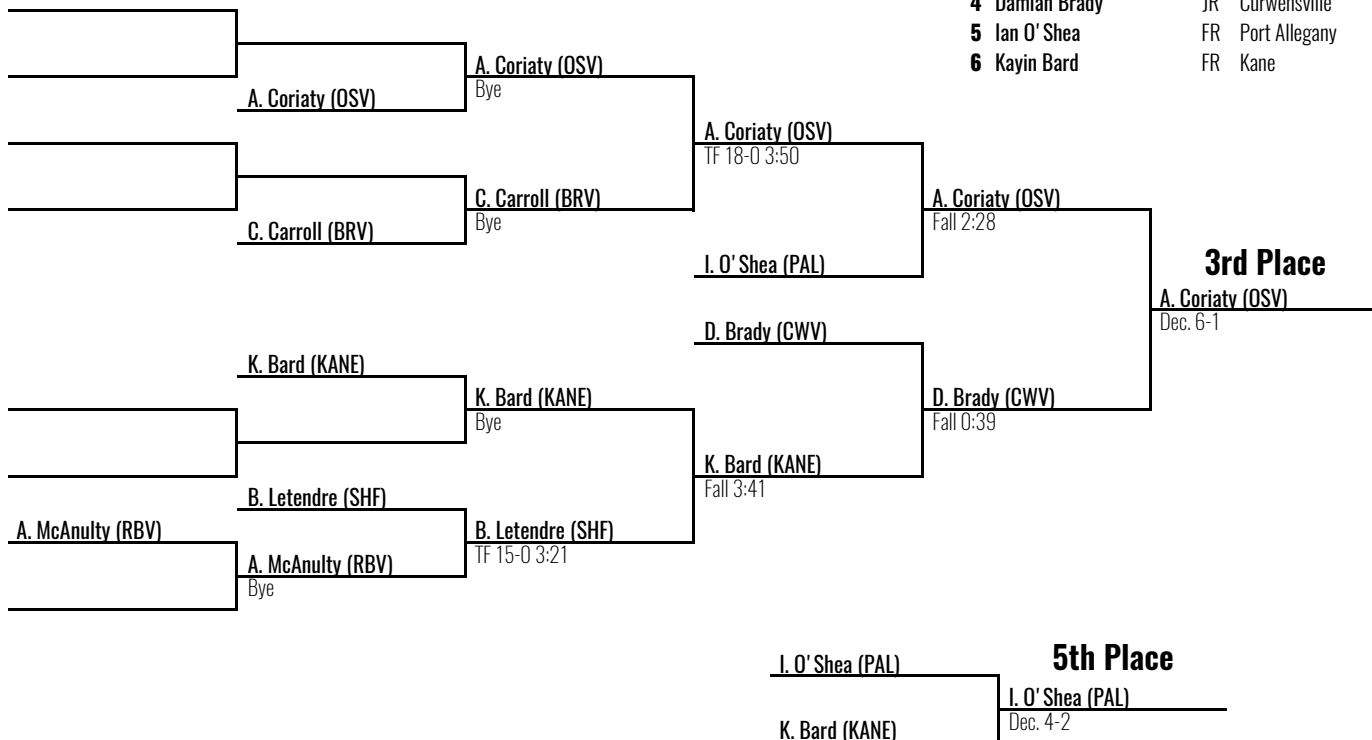 4 Damian Brady JR Curwensville
5 Ian O'Shea FR Port Allegany
6 Kayin Bard FR Kane
A. Coriaty (OSV)
A. Coriaty (OSV)
Bye
A. Coriaty (OSV)
TF 18-0 3:50
C. Carroll (BRV)
C. Carroll (BRV)
Bye
A. Coriaty (OSV)
Fall 2:28
I. O'Shea (PAL)
3rd Place
A. Coriaty (OSV)
Dec. 6-1
D. Brady (CWV)
K. Bard (KANE)
K. Bard (KANE)
Bye
D. Brady (CWV)
Fall 0:39
K. Bard (KANE)
Fall 3:41
B. Letendre (SHF)
A. McAnulty (RBV)
B. Letendre (SHF)
TF 15-0 3:21
A. McAnulty (RBV)
Bye
5th Place
I. O'Shea (PAL)
I. O'Shea (PAL)
Dec. 4-2
K. Bard (KANE)